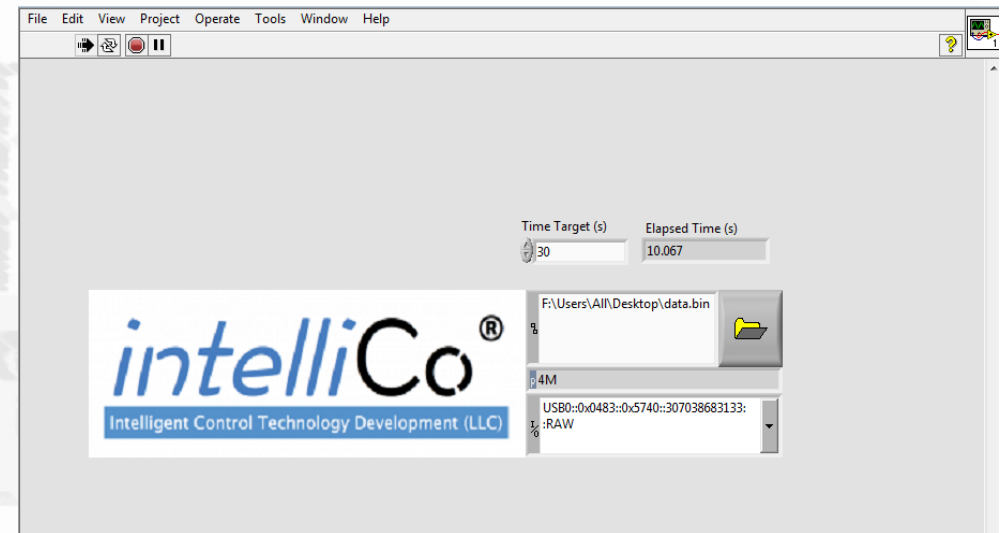 File Edit View Project Operate Tools Window Help
?
1
Time Target (s) Elapsed Time (s)
30 10.067
F:\Users\All\Desktop\data.bin
intelliCo®
4M
Intelligent Control Technology Development (LLC)
USB0::0x0483::0x5740::307038683133:
:RAW